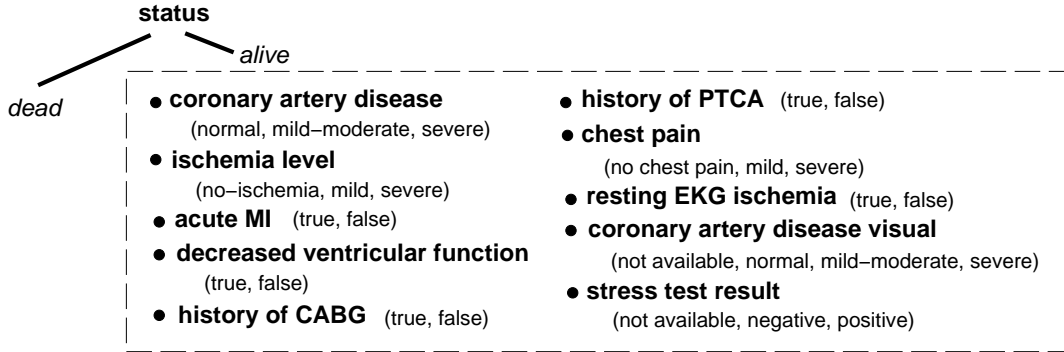 status
alive
dead
● coronary artery disease
(normal, mild−moderate, severe)
● ischemia level
(no−ischemia, mild, severe)
● acute MI (true, false)
● decreased ventricular function
(true, false)
● history of CABG (true, false)
● history of PTCA (true, false)
● chest pain
(no chest pain, mild, severe)
● resting EKG ischemia (true, false)
● coronary artery disease visual
(not available, normal, mild−moderate, severe)
● stress test result
(not available, negative, positive)